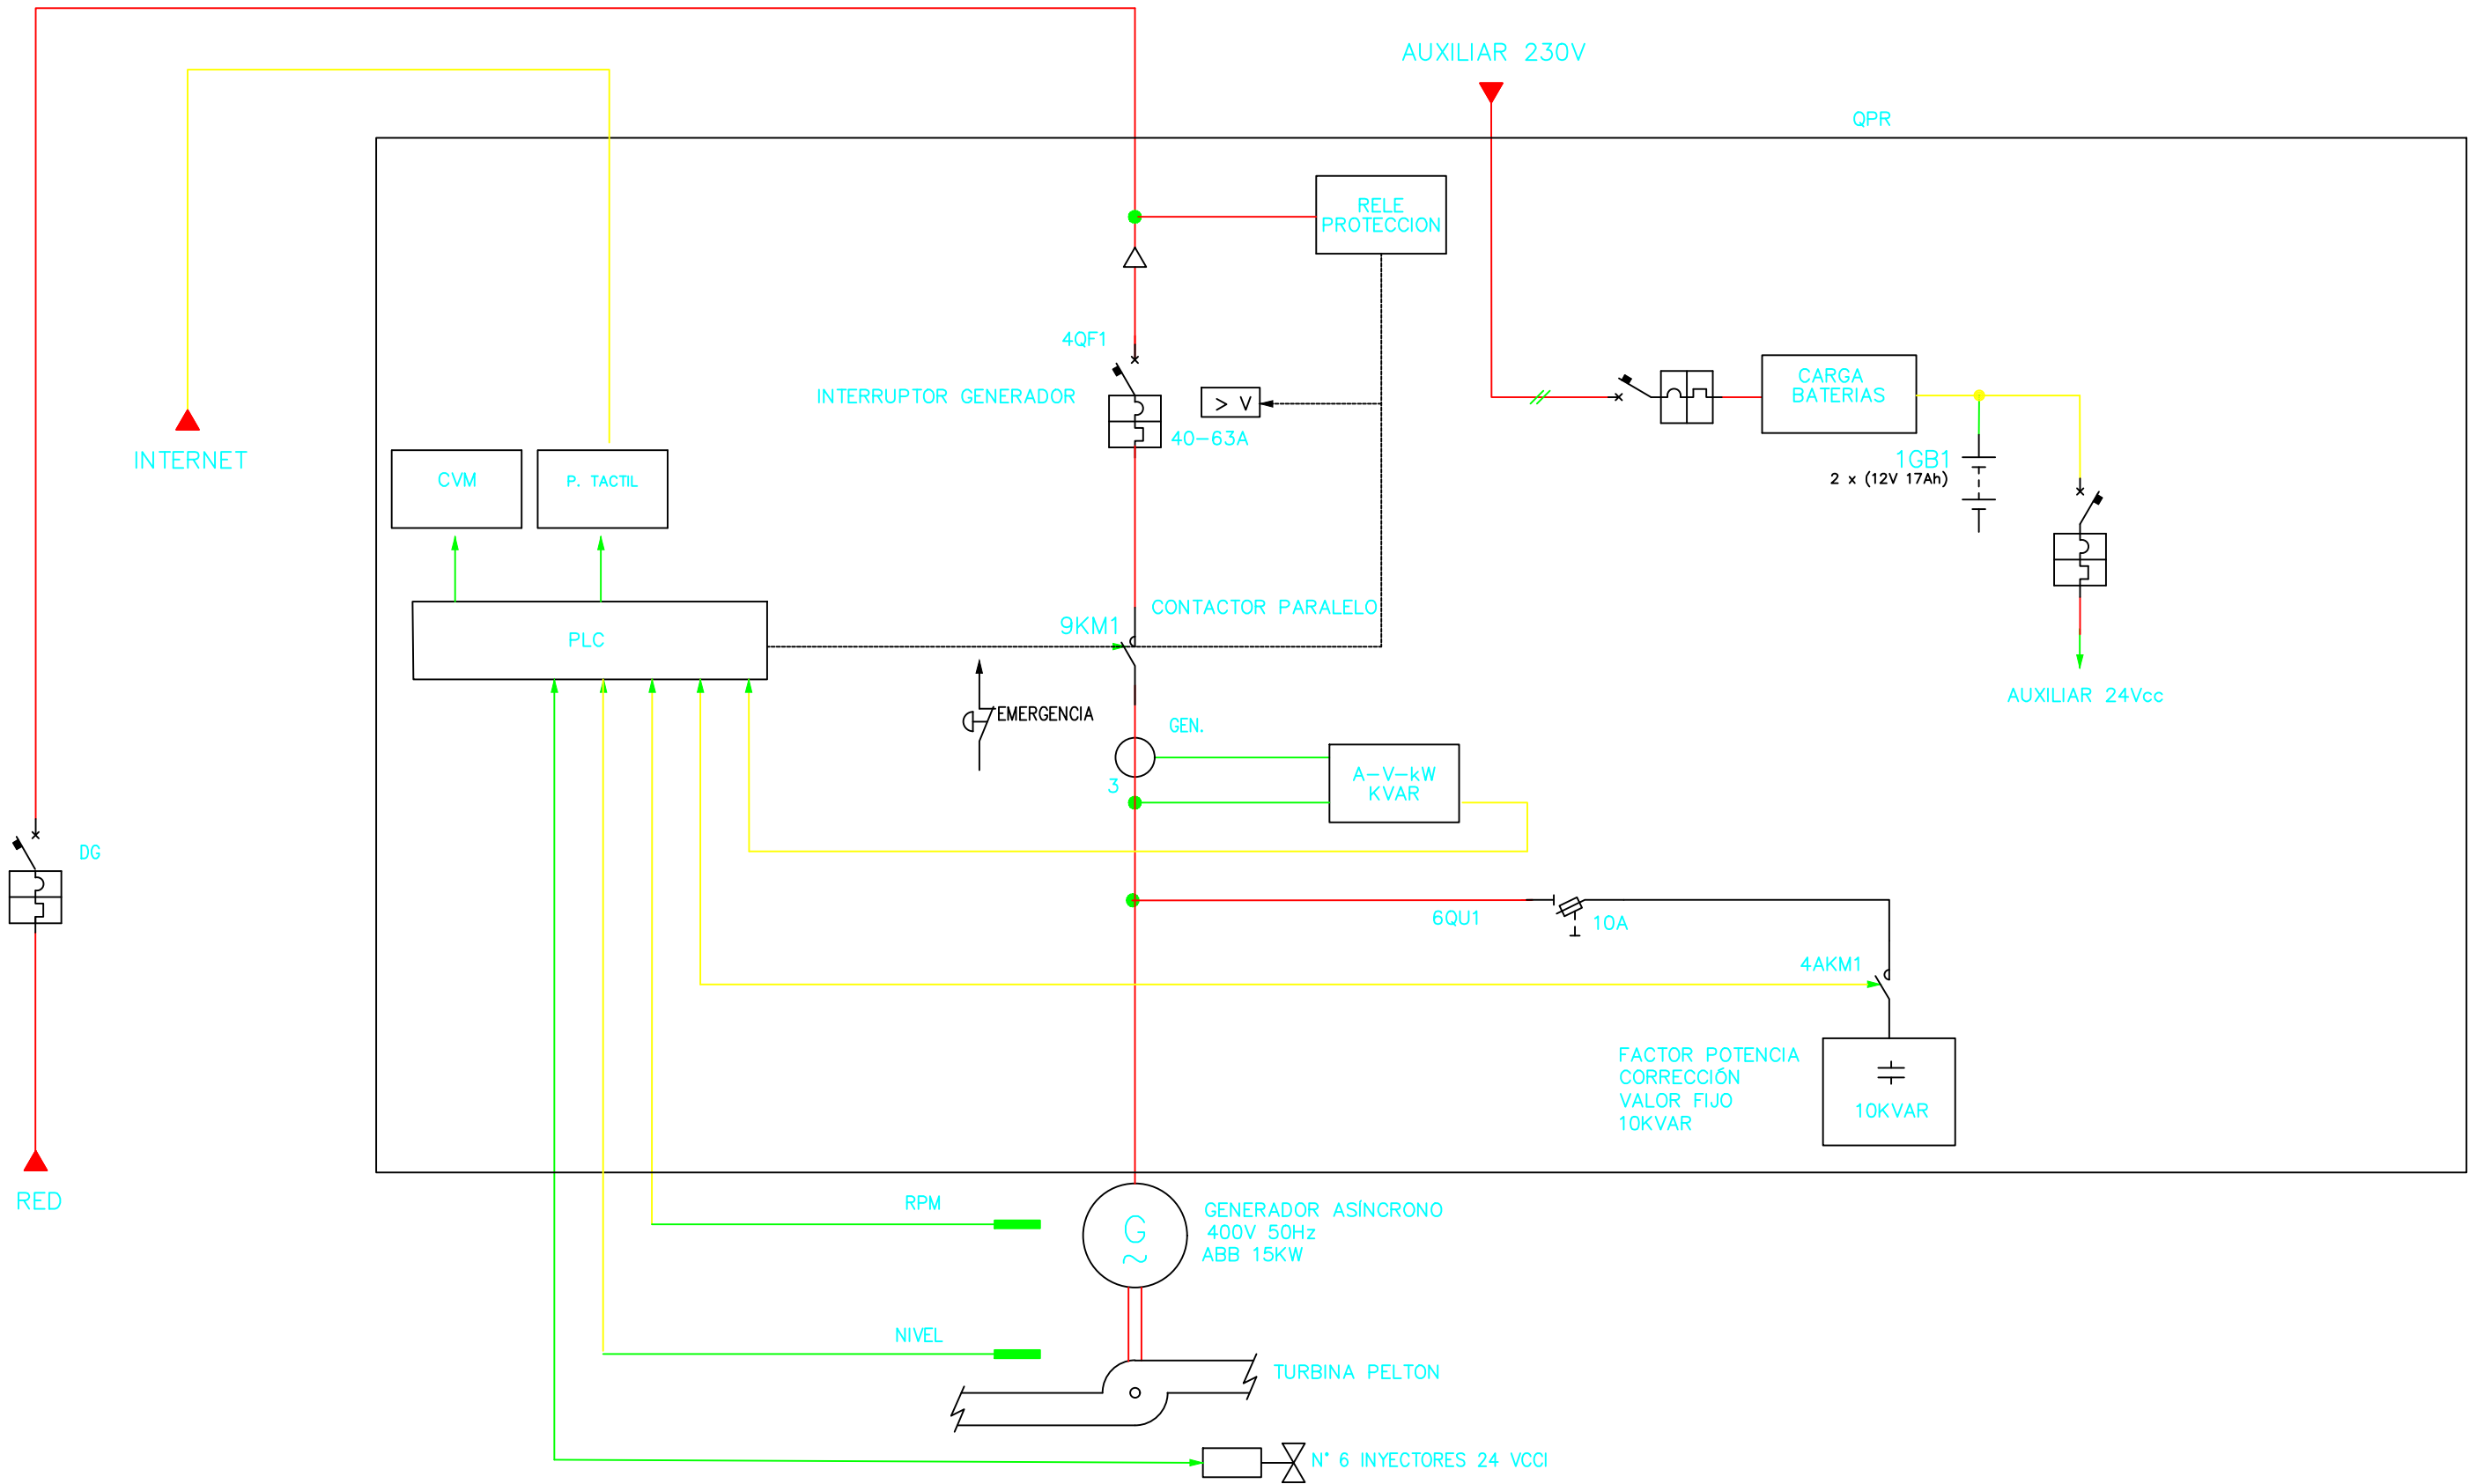 AUXILIAR 230V
QPR
RELE
PROTECCION
4QF1
INTERRUPTOR GENERADOR
> V
40-63A
CARGA
BATERIAS
INTERNET
CVM
P. TACTIL
1GB1
2 x (12V 17Ah)
CONTACTOR PARALELO
9KM1
PLC
AUXILIAR 24Vcc
EMERGENCIA
GEN.
3
A-V-kW
KVAR
DG
6QU1
10A
4AKM1
FACTOR POTENCIA
CORRECCIÓN
VALOR FIJO
10KVAR
10KVAR
RED
RPM
G
~
GENERADOR ASÍNCRONO
400V 50Hz
ABB 15KW
NIVEL
TURBINA PELTON
N° 6 INYECTORES 24 VCCI